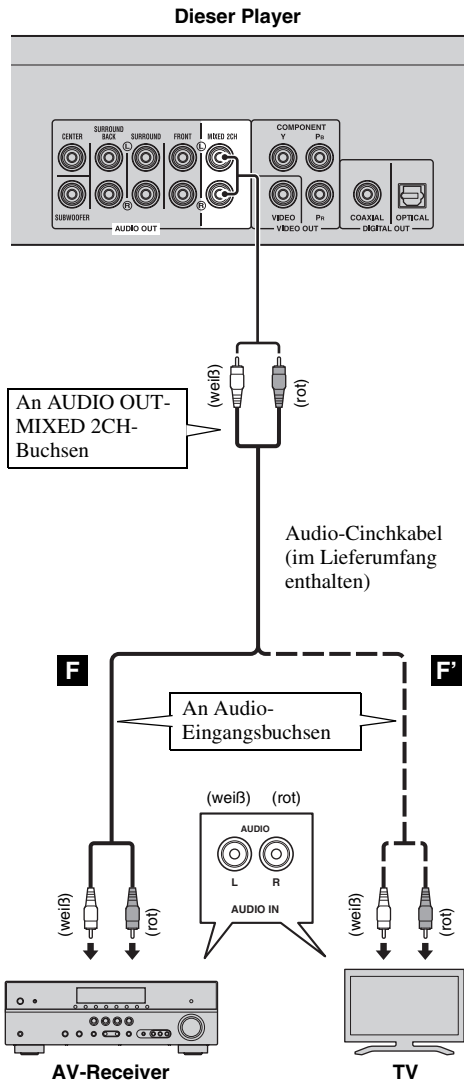 Dieser Player
CENTER
SURROUND
BACK
SURROUND
FRONT
MIXED 2CH
L
L
R
R
SUBWOOFER
AUDIO OUT
COMPONENT
Y
PB
VIDEO
PR
VIDEO OUT
COAXIAL
OPTICAL
DIGITAL OUT
(weiß)
(rot)
An AUDIO OUT-
MIXED 2CH-
Buchsen
Audio-Cinchkabel
(im Lieferumfang
enthalten)
F
F'
An Audio-
Eingangsbuchsen
(weiß) (rot)
AUDIO
L R
AUDIO IN
(weiß)
(rot)
(weiß)
(rot)
AV-Receiver
TV